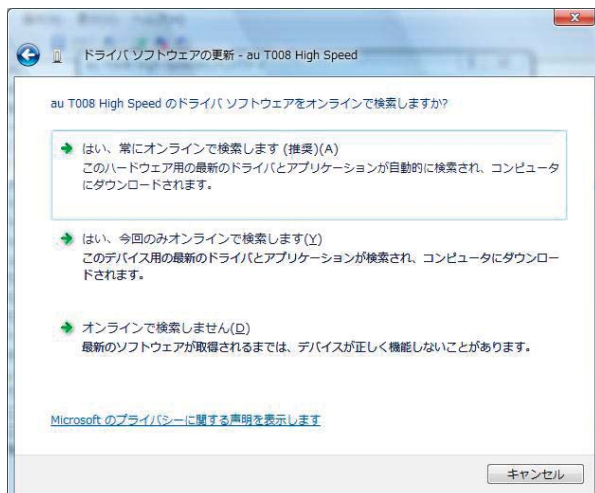 ドライバ ソフトウェアの更新 - au T008 High Speed
au T008 High Speed のドライバ ソフトウェアをオンラインで検索しますか?
はい、常にオンラインで検索します (推奨)(A)
このハードウェア用の最新のドライバとアプリケーションが自動的に検索され、コンピュータ
にダウンロードされます。
はい、今回のみオンラインで検索します(Y)
このデバイス用の最新のドライバとアプリケーションが検索され、コンピュータにダウンロー
ドされます。
オンラインで検索しません(D)
最新のソフトウェアが取得されるまでは、デバイスが正しく機能しないことがあります。
Microsoft のプライバシーに関する声明を表示します
キャンセル